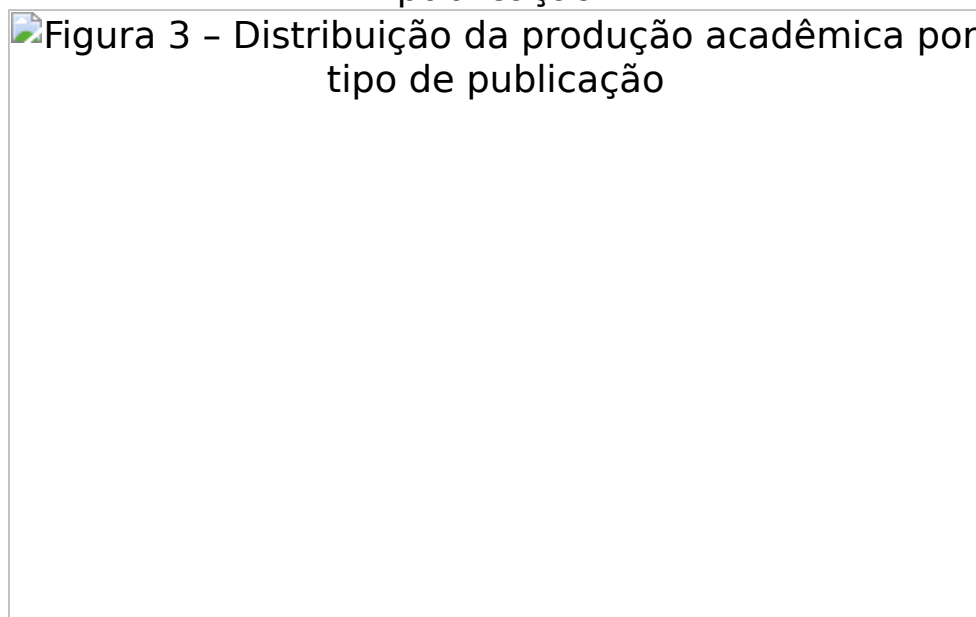 Figura 3 – Distribuição da produção acadêmica por
tipo de publicação